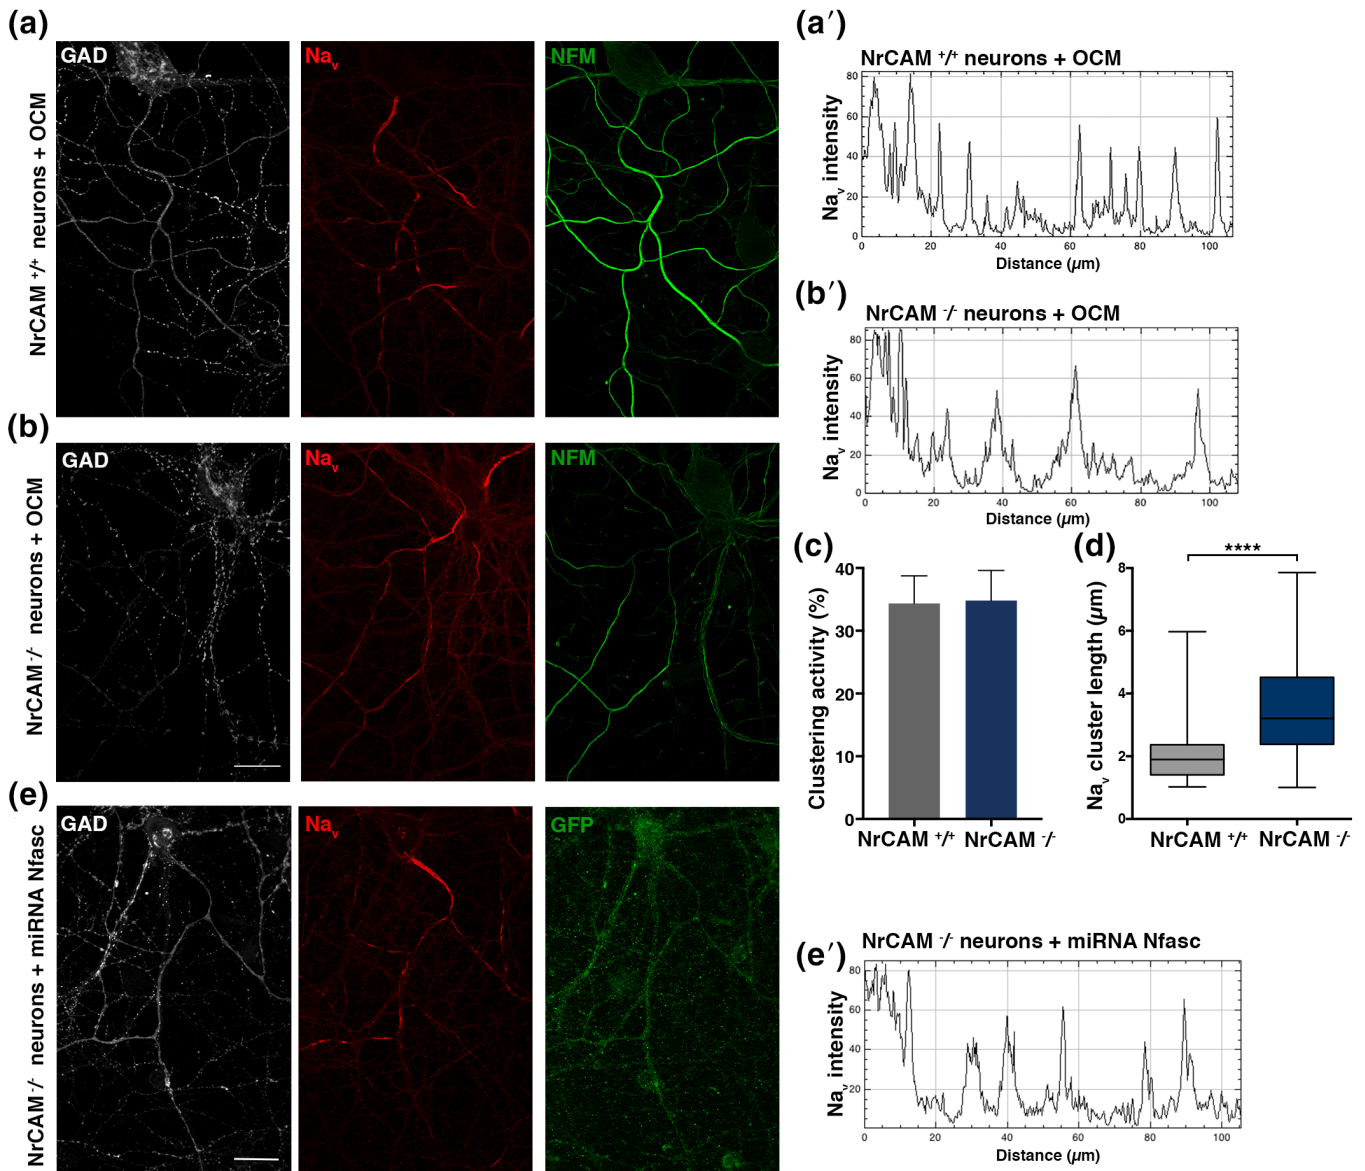 (a)
GAD
Nav
NFM
NrCAM +/+ neurons + OCM
(a′)
NrCAM +/+ neurons + OCM
Nav intensity
80
60
40
20
0
0 20 40 60 80 100
Distance (µm)
(b)
GAD
Nav
NFM
NrCAM -/- neurons + OCM
(b′)
NrCAM -/- neurons + OCM
Nav intensity
80
60
40
20
0
0 20 40 60 80 100
Distance (µm)
(c)
Clustering activity (%)
40
30
20
10
0
NrCAM +/+ NrCAM -/-
(d)
****
Nav cluster length (µm)
8
6
4
2
0
NrCAM +/+ NrCAM -/-
(e)
GAD
Nav
GFP
NrCAM -/- neurons + miRNA Nfasc
(e′)
NrCAM -/- neurons + miRNA Nfasc
Nav intensity
80
60
40
20
0 20 40 60 80 100
Distance (µm)